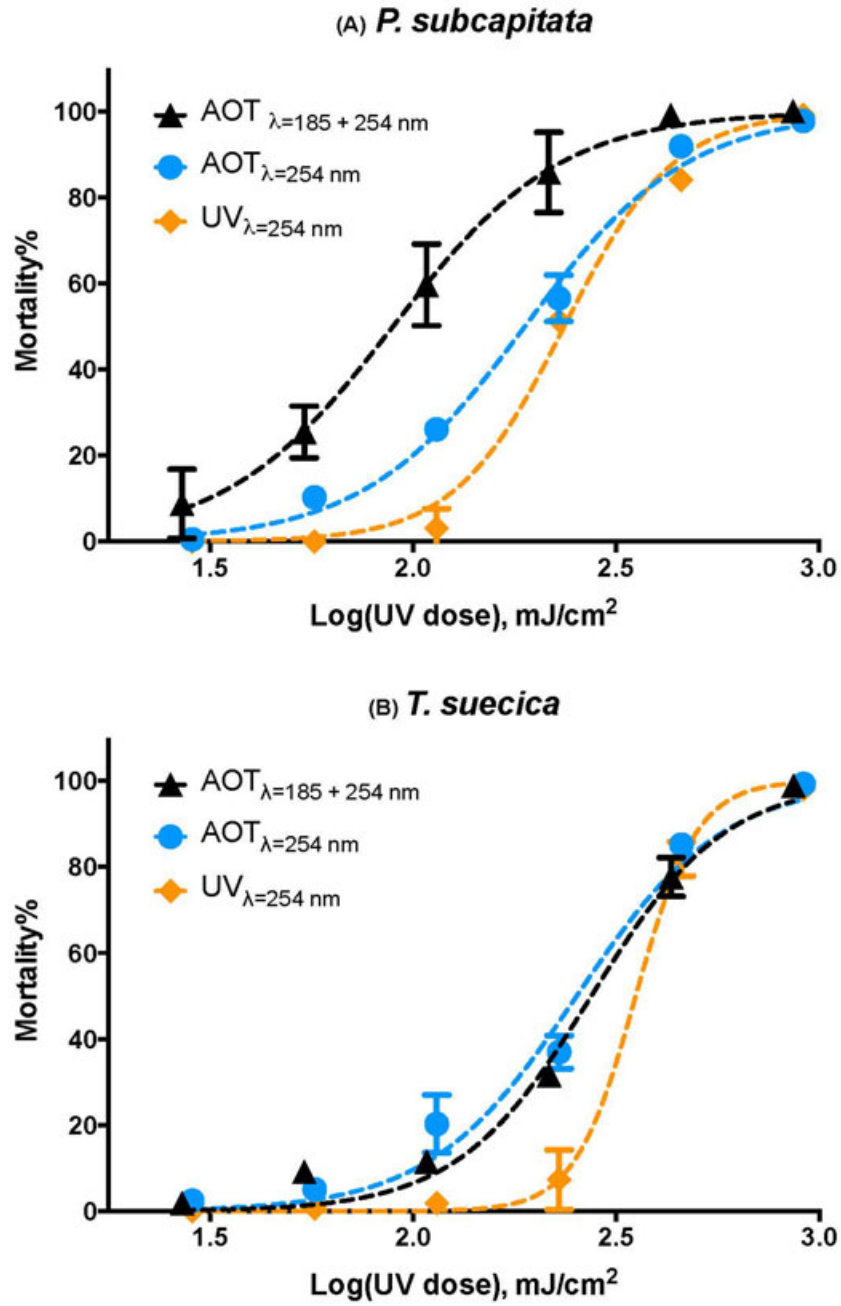 (A) P. subcapitata
Mortality%
100
80
60
40
20
0
AOT λ=185 + 254 nm
AOTλ=254 nm
UVλ=254 nm
1.5 2.0 2.5 3.0
Log(UV dose), mJ/cm²
(B) T. suecica
Mortality%
100
80
60
40
20
0
AOTλ=185 + 254 nm
AOTλ=254 nm
UVλ=254 nm
1.5 2.0 2.5 3.0
Log(UV dose), mJ/cm²